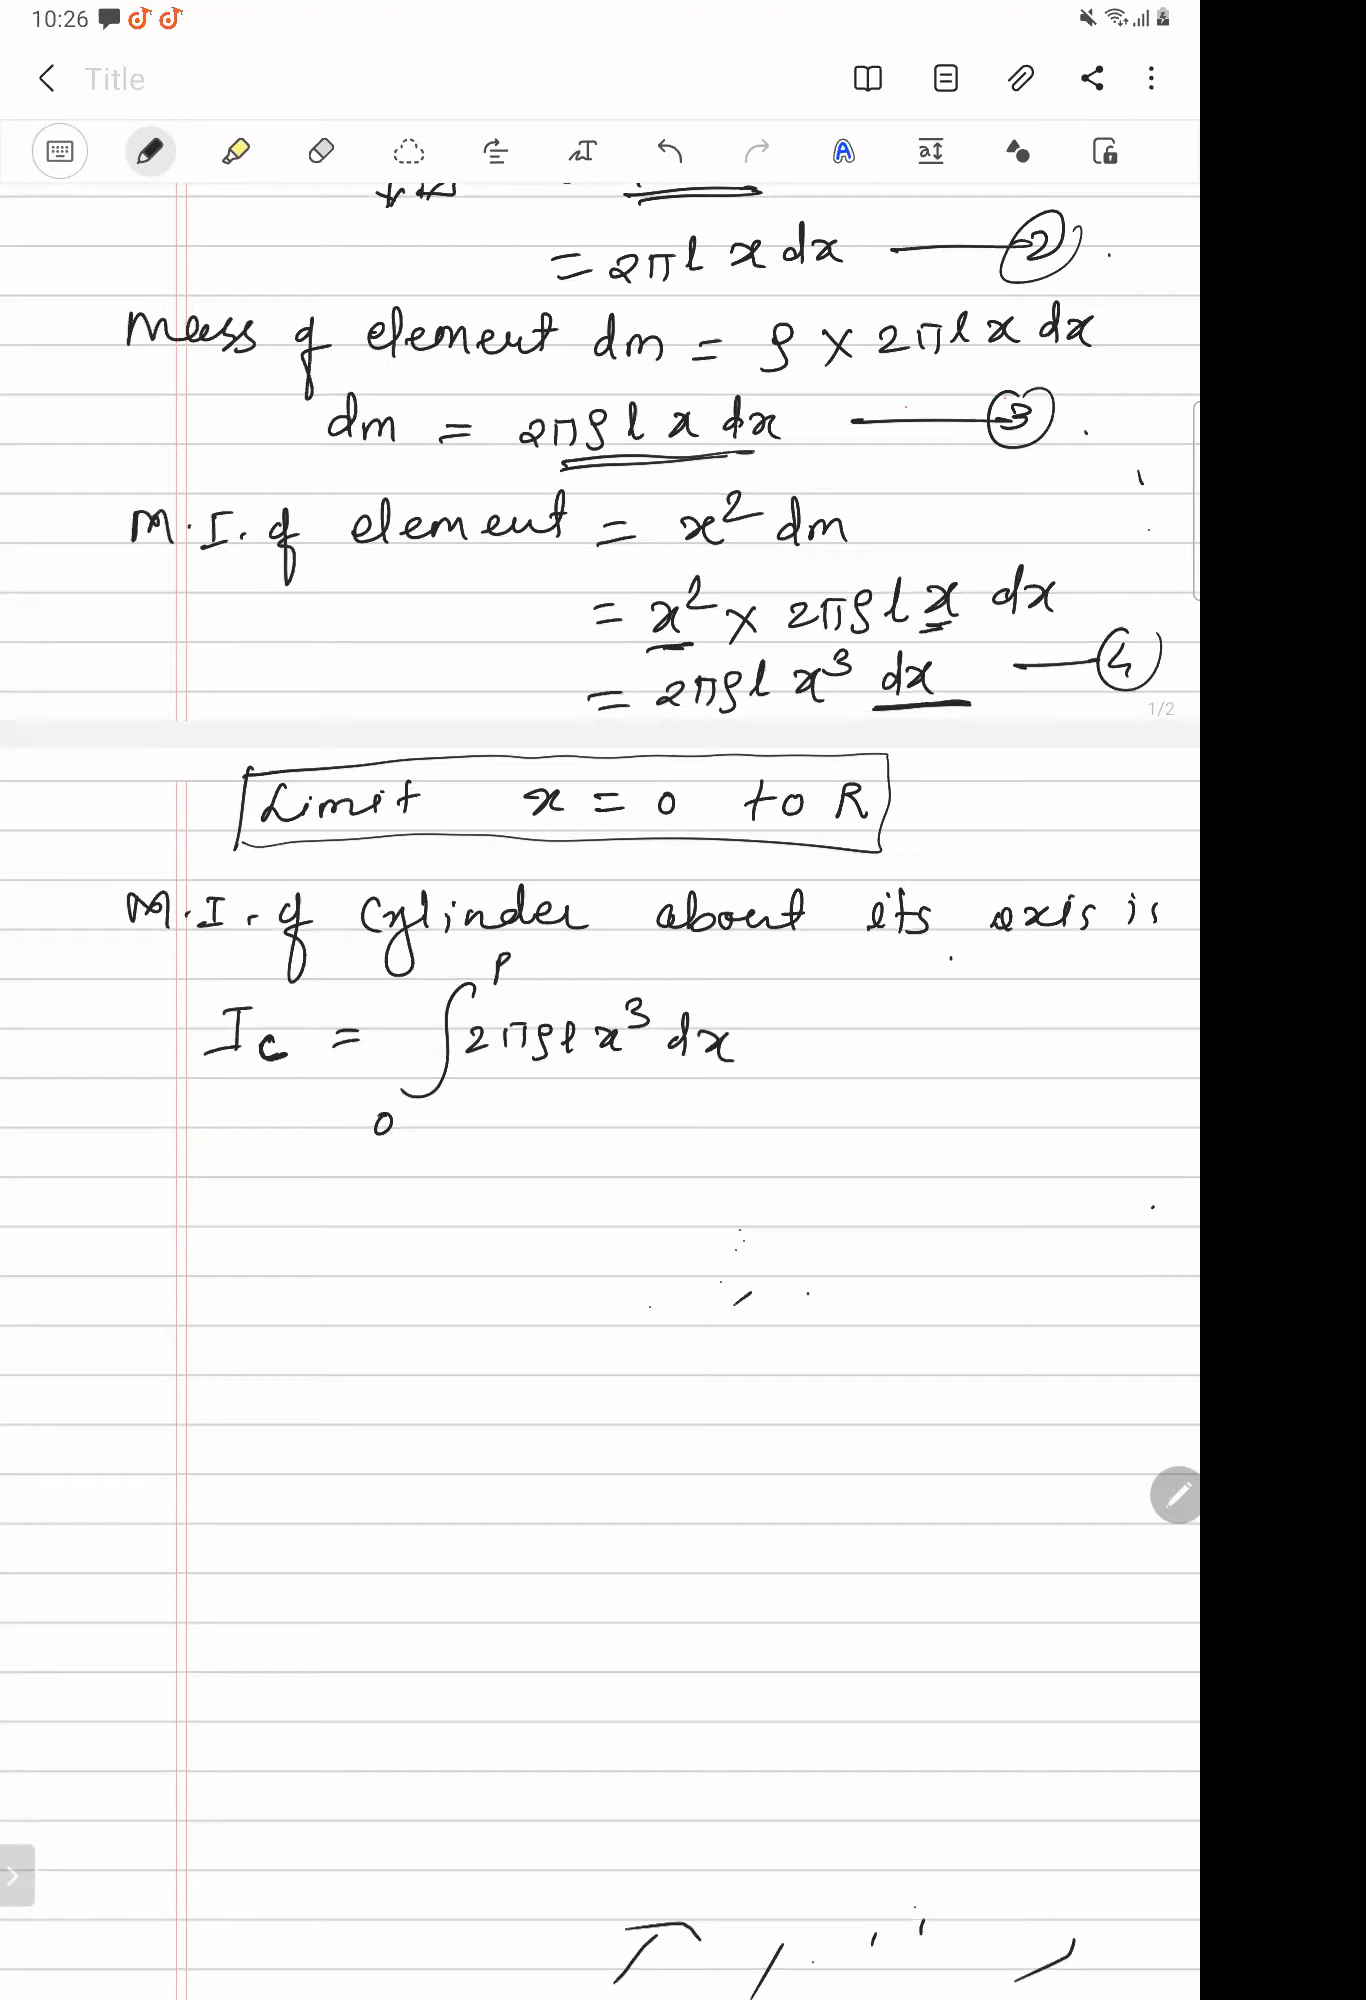 10:26
Title
= 2πl x dx —— 2
Mass of element dm = ρ × 2πl x dx
dm = 2πρl x dx —— 3
M.I. of element = x² dm
= x² × 2πρl x dx
= 2πρl x³ dx —— 4
1/2
Limit x = 0 to R
M.I. of Cylinder about its axis is
I_c = ∫₀ᴿ 2πρl x³ dx